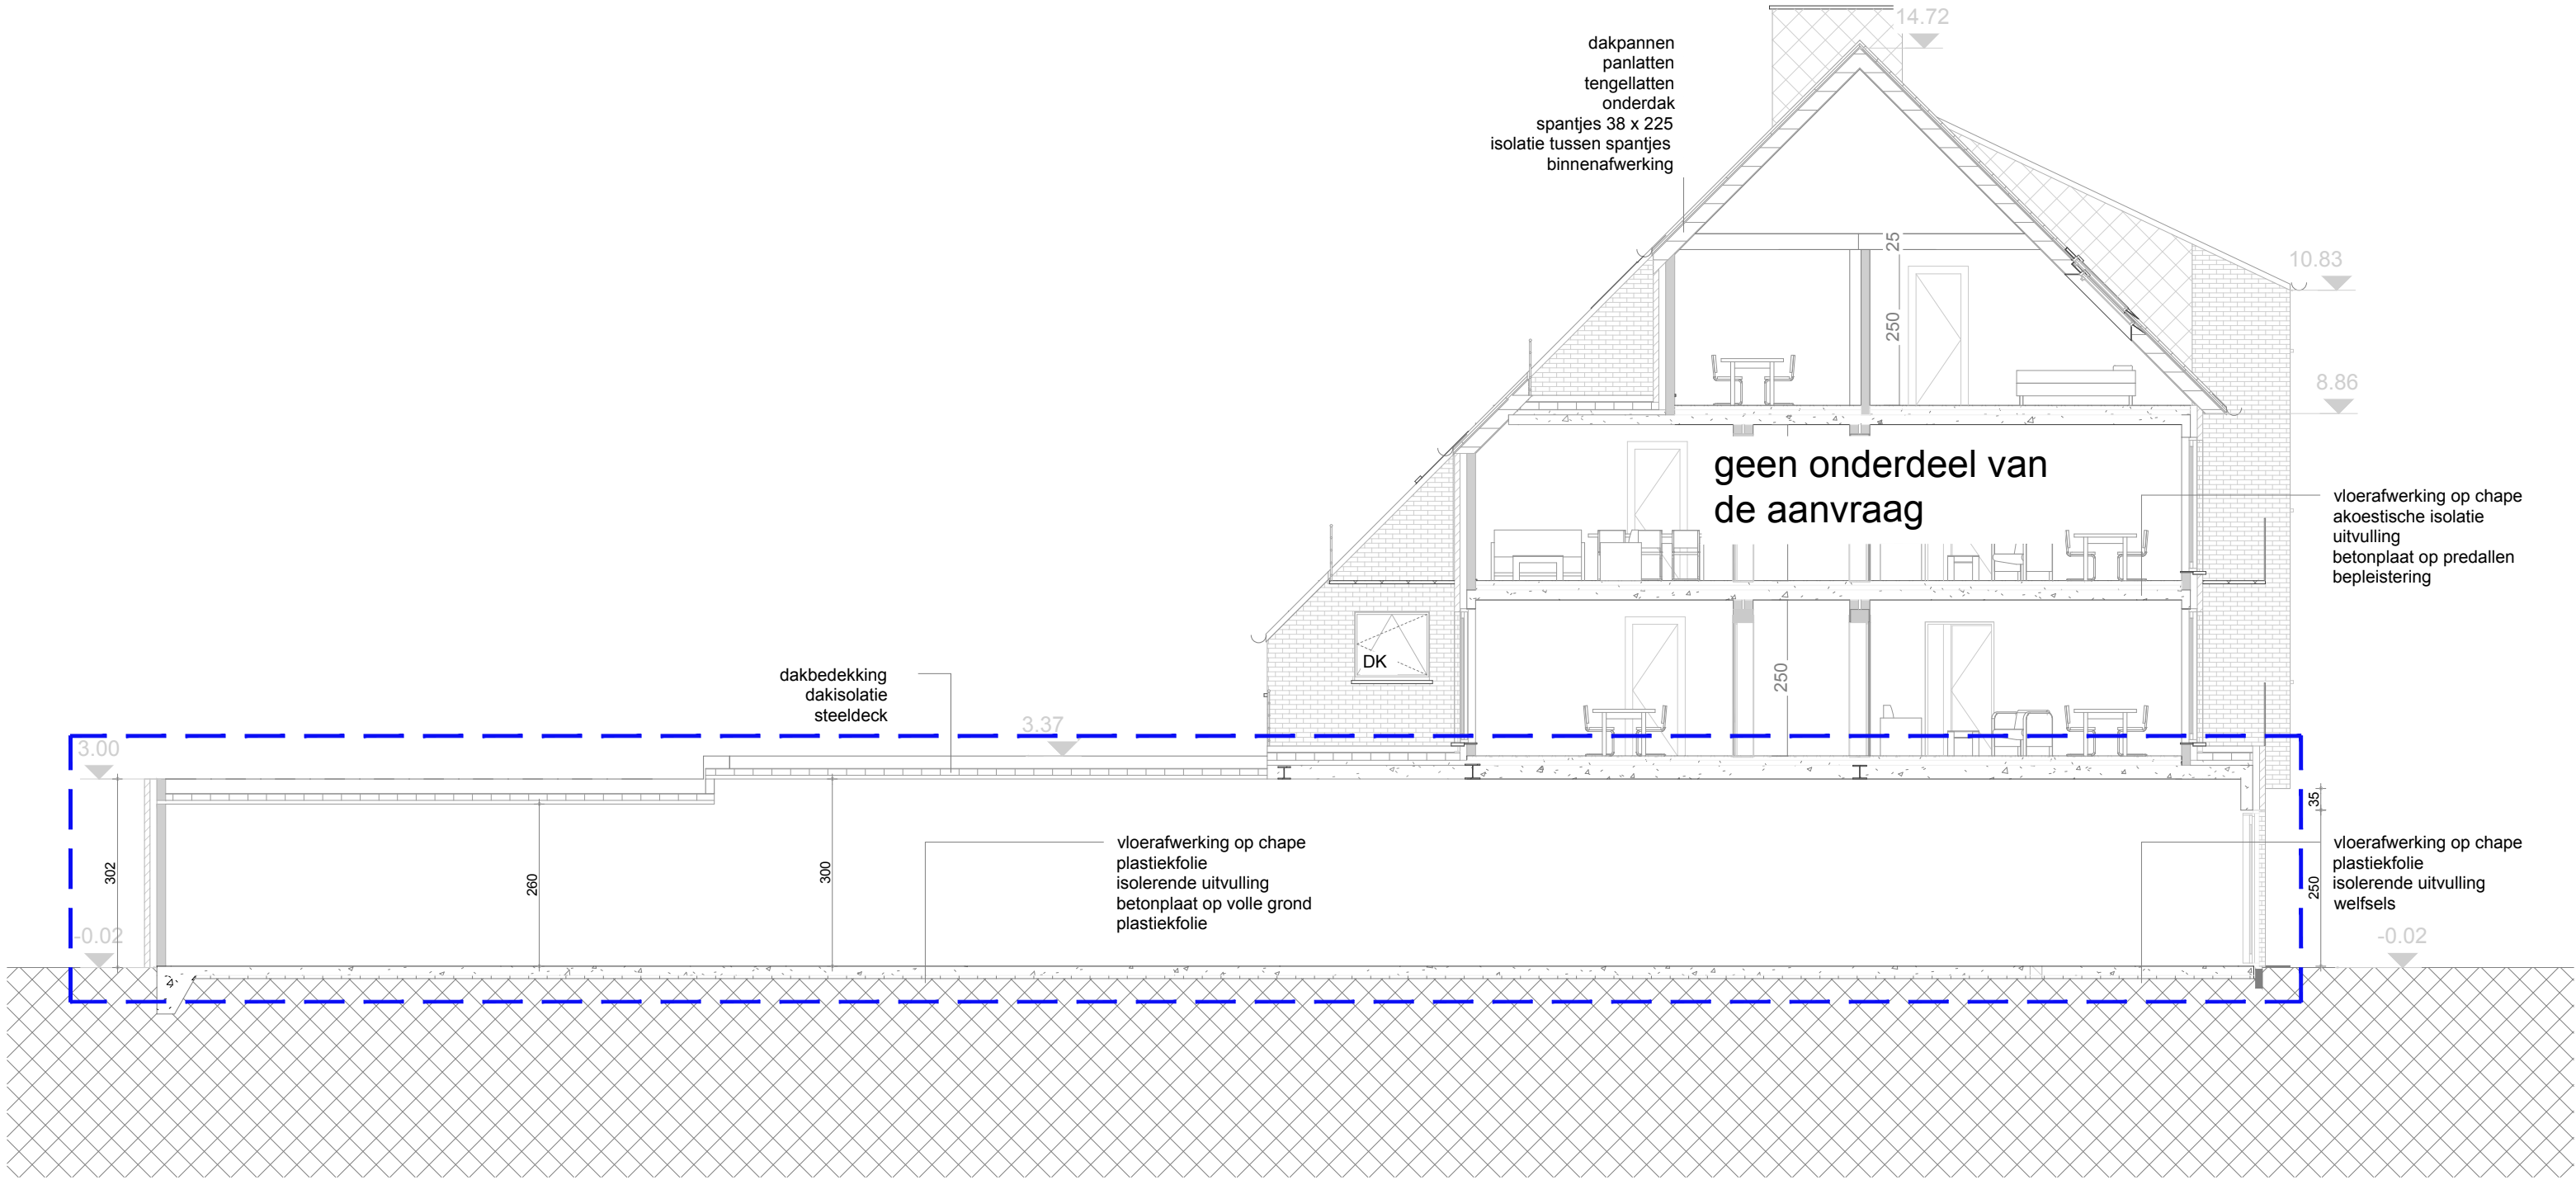 14.72
dakpannen
panlatten
tengellatten
onderdak
spantjes 38 x 225
isolatie tussen spantjes
binnenafwerking
25
10.83
250
8.86
geen onderdeel van
de aanvraag
vloerafwerking op chape
akoestische isolatie
uitvulling
betonplaat op predallen
bepleistering
DK
250
dakbedekking
dakisolatie
steeldeck
3.37
3.00
35
302
260
300
vloerafwerking op chape
plastiekfolie
isolerende uitvulling
betonplaat op volle grond
plastiekfolie
250
vloerafwerking op chape
plastiekfolie
isolerende uitvulling
welfsels
-0.02
-0.02